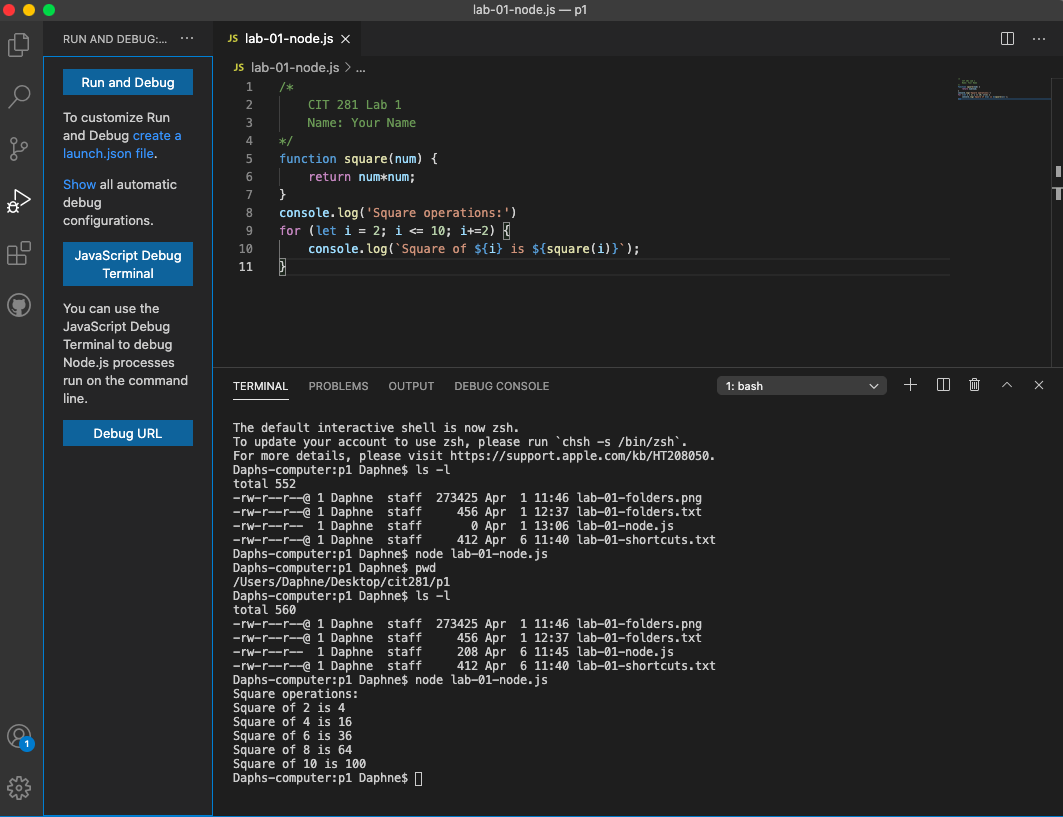 lab-01-node.js — p1
RUN AND DEBUG:... ···
Run and Debug
To customize Run
and Debug create a
launch.json file.
Show all automatic
debug
configurations.
JavaScript Debug
Terminal
You can use the
JavaScript Debug
Terminal to debug
Node.js processes
run on the command
line.
Debug URL
1
JS lab-01-node.js ×
JS lab-01-node.js > ...
1 /*
2     CIT 281 Lab 1
3     Name: Your Name
4 */
5 function square(num) {
6     return num*num;
7 }
8 console.log('Square operations:')
9 for (let i = 2; i <= 10; i+=2) {
10     console.log(`Square of ${i} is ${square(i)}`);
11 }
TERMINAL PROBLEMS OUTPUT DEBUG CONSOLE 1: bash
The default interactive shell is now zsh.
To update your account to use zsh, please run `chsh -s /bin/zsh`.
For more details, please visit https://support.apple.com/kb/HT208050.
Daphs-computer:p1 Daphne$ ls -l
total 552
-rw-r--r--@ 1 Daphne  staff  273425 Apr  1 11:46 lab-01-folders.png
-rw-r--r--@ 1 Daphne  staff     456 Apr  1 12:37 lab-01-folders.txt
-rw-r--r--  1 Daphne  staff       0 Apr  1 13:06 lab-01-node.js
-rw-r--r--@ 1 Daphne  staff     412 Apr  6 11:40 lab-01-shortcuts.txt
Daphs-computer:p1 Daphne$ node lab-01-node.js
Daphs-computer:p1 Daphne$ pwd
/Users/Daphne/Desktop/cit281/p1
Daphs-computer:p1 Daphne$ ls -l
total 560
-rw-r--r--@ 1 Daphne  staff  273425 Apr  1 11:46 lab-01-folders.png
-rw-r--r--@ 1 Daphne  staff     456 Apr  1 12:37 lab-01-folders.txt
-rw-r--r--  1 Daphne  staff     208 Apr  6 11:45 lab-01-node.js
-rw-r--r--@ 1 Daphne  staff     412 Apr  6 11:40 lab-01-shortcuts.txt
Daphs-computer:p1 Daphne$ node lab-01-node.js
Square operations:
Square of 2 is 4
Square of 4 is 16
Square of 6 is 36
Square of 8 is 64
Square of 10 is 100
Daphs-computer:p1 Daphne$